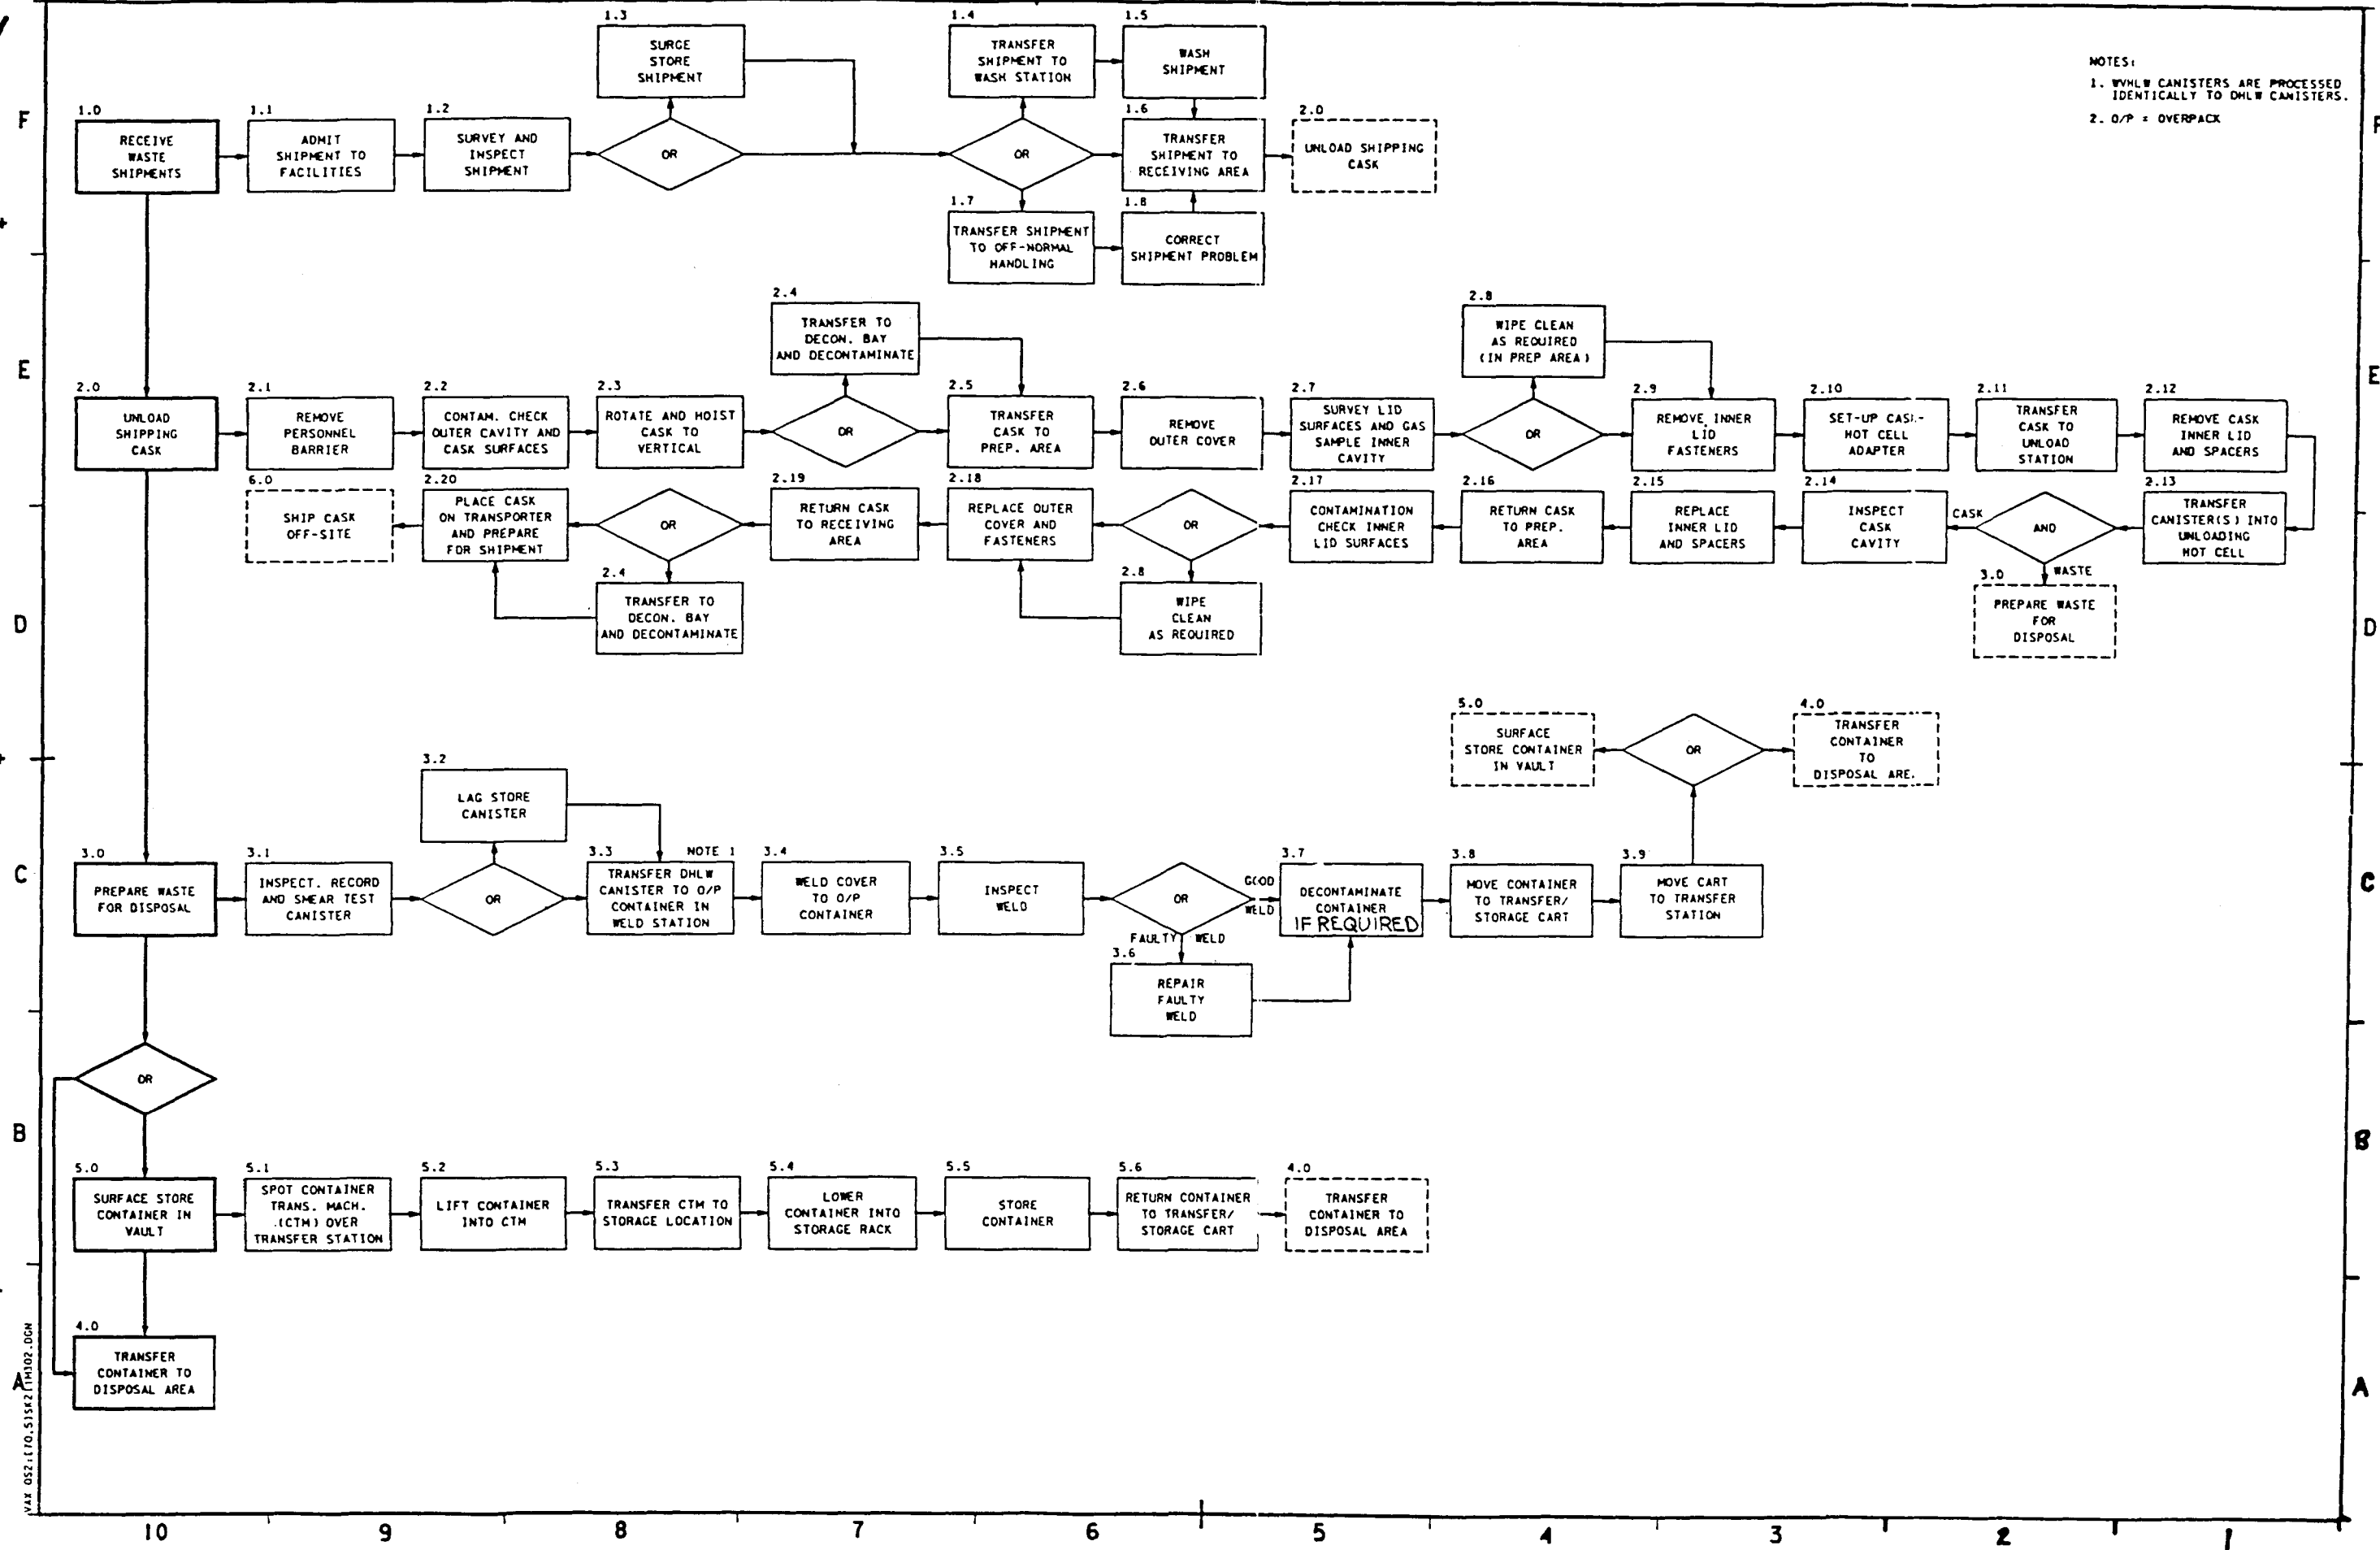 1.3
SURGE
STORE
SHIPMENT
1.4
TRANSFER
SHIPMENT TO
WASH STATION
1.5
WASH
SHIPMENT
NOTES:
1. WVHLW CANISTERS ARE PROCESSED
IDENTICALLY TO DHLW CANISTERS.
2. O/P = OVERPACK
F
F
1.0
RECEIVE
WASTE
SHIPMENTS
1.1
ADMIT
SHIPMENT TO
FACILITIES
1.2
SURVEY AND
INSPECT
SHIPMENT
OR
OR
1.6
TRANSFER
SHIPMENT TO
RECEIVING AREA
2.0
UNLOAD SHIPPING
CASK
1.7
TRANSFER SHIPMENT
TO OFF-NORMAL
HANDLING
1.8
CORRECT
SHIPMENT PROBLEM
2.4
TRANSFER TO
DECON. BAY
AND DECONTAMINATE
2.8
WIPE CLEAN
AS REQUIRED
(IN PREP AREA)
E
E
2.0
UNLOAD
SHIPPING
CASK
2.1
REMOVE
PERSONNEL
BARRIER
2.2
CONTAM. CHECK
OUTER CAVITY AND
CASK SURFACES
2.3
ROTATE AND HOIST
CASK TO
VERTICAL
OR
2.5
TRANSFER
CASK TO
PREP. AREA
2.6
REMOVE
OUTER COVER
2.7
SURVEY LID
SURFACES AND GAS
SAMPLE INNER
CAVITY
OR
2.9
REMOVE INNER
LID
FASTENERS
2.10
SET-UP CASK-
HOT CELL
ADAPTER
2.11
TRANSFER
CASK TO
UNLOAD
STATION
2.12
REMOVE CASK
INNER LID
AND SPACERS
6.0
SHIP CASK
OFF-SITE
2.20
PLACE CASK
ON TRANSPORTER
AND PREPARE
FOR SHIPMENT
OR
2.19
RETURN CASK
TO RECEIVING
AREA
2.18
REPLACE OUTER
COVER AND
FASTENERS
OR
2.17
CONTAMINATION
CHECK INNER
LID SURFACES
2.16
RETURN CASK
TO PREP.
AREA
2.15
REPLACE
INNER LID
AND SPACERS
2.14
INSPECT
CASK
CAVITY
CASK
AND
WASTE
2.13
TRANSFER
CANISTER(S) INTO
UNLOADING
HOT CELL
2.4
TRANSFER TO
DECON. BAY
AND DECONTAMINATE
2.8
WIPE
CLEAN
AS REQUIRED
3.0
PREPARE WASTE
FOR
DISPOSAL
D
D
5.0
SURFACE
STORE CONTAINER
IN VAULT
OR
4.0
TRANSFER
CONTAINER
TO
DISPOSAL ARE.
3.2
LAG STORE
CANISTER
C
C
3.0
PREPARE WASTE
FOR DISPOSAL
3.1
INSPECT. RECORD
AND SMEAR TEST
CANISTER
OR
3.3 NOTE 1
TRANSFER DHLW
CANISTER TO O/P
CONTAINER IN
WELD STATION
3.4
WELD COVER
TO O/P
CONTAINER
3.5
INSPECT
WELD
OR
GOOD
WELD
FAULTY WELD
3.7
DECONTAMINATE
CONTAINER
IF REQUIRED
3.8
MOVE CONTAINER
TO TRANSFER/
STORAGE CART
3.9
MOVE CART
TO TRANSFER
STATION
3.6
REPAIR
FAULTY
WELD
OR
B
B
5.0
SURFACE STORE
CONTAINER IN
VAULT
5.1
SPOT CONTAINER
TRANS. MACH.
(CTM) OVER
TRANSFER STATION
5.2
LIFT CONTAINER
INTO CTM
5.3
TRANSFER CTM TO
STORAGE LOCATION
5.4
LOWER
CONTAINER INTO
STORAGE RACK
5.5
STORE
CONTAINER
5.6
RETURN CONTAINER
TO TRANSFER/
STORAGE CART
4.0
TRANSFER
CONTAINER TO
DISPOSAL AREA
4.0
TRANSFER
CONTAINER TO
DISPOSAL AREA
A
A
10 9 8 7 6 5 4 3 2 1